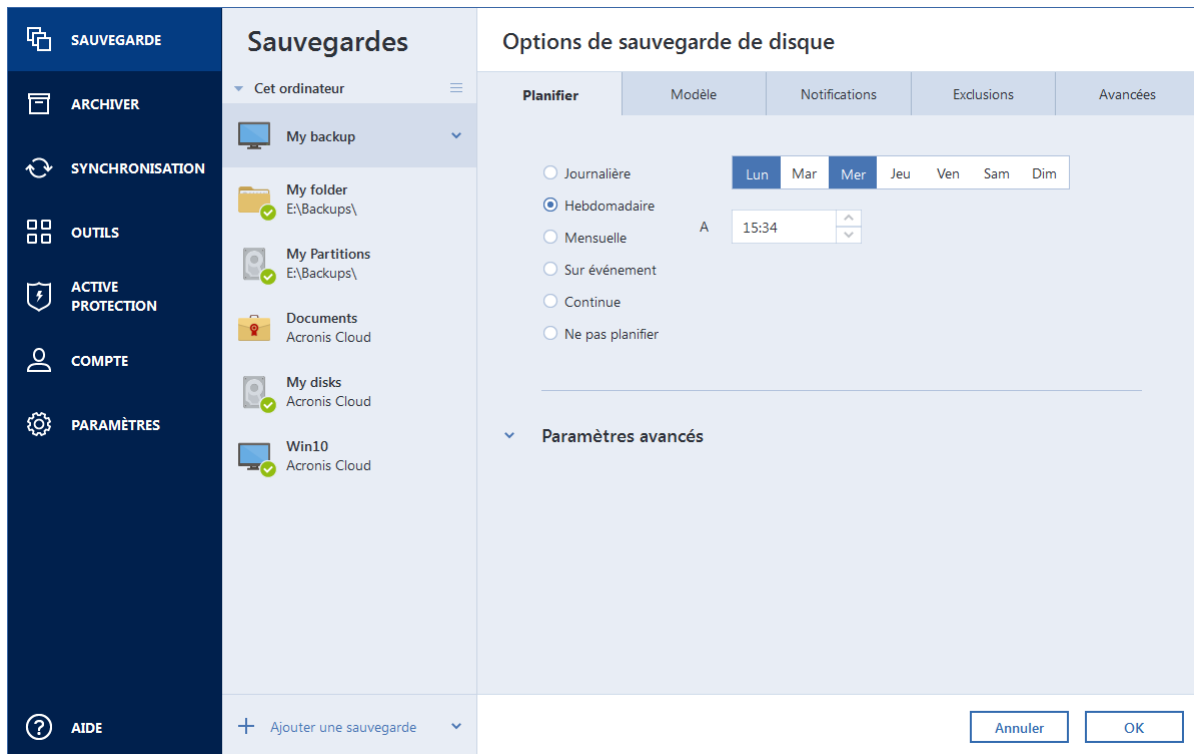 SAUVEGARDE
ARCHIVER
SYNCHRONISATION
OUTILS
ACTIVE
PROTECTION
COMPTE
PARAMÈTRES
AIDE
Sauvegardes
Cet ordinateur
My backup
My folder
E:\Backups\
My Partitions
E:\Backups\
Documents
Acronis Cloud
My disks
Acronis Cloud
Win10
Acronis Cloud
Ajouter une sauvegarde
Options de sauvegarde de disque
Planifier Modèle Notifications Exclusions Avancées
Journalière
Hebdomadaire
Mensuelle
Sur événement
Continue
Ne pas planifier
Lun Mar Mer Jeu Ven Sam Dim
A 15:34
Paramètres avancés
Annuler OK